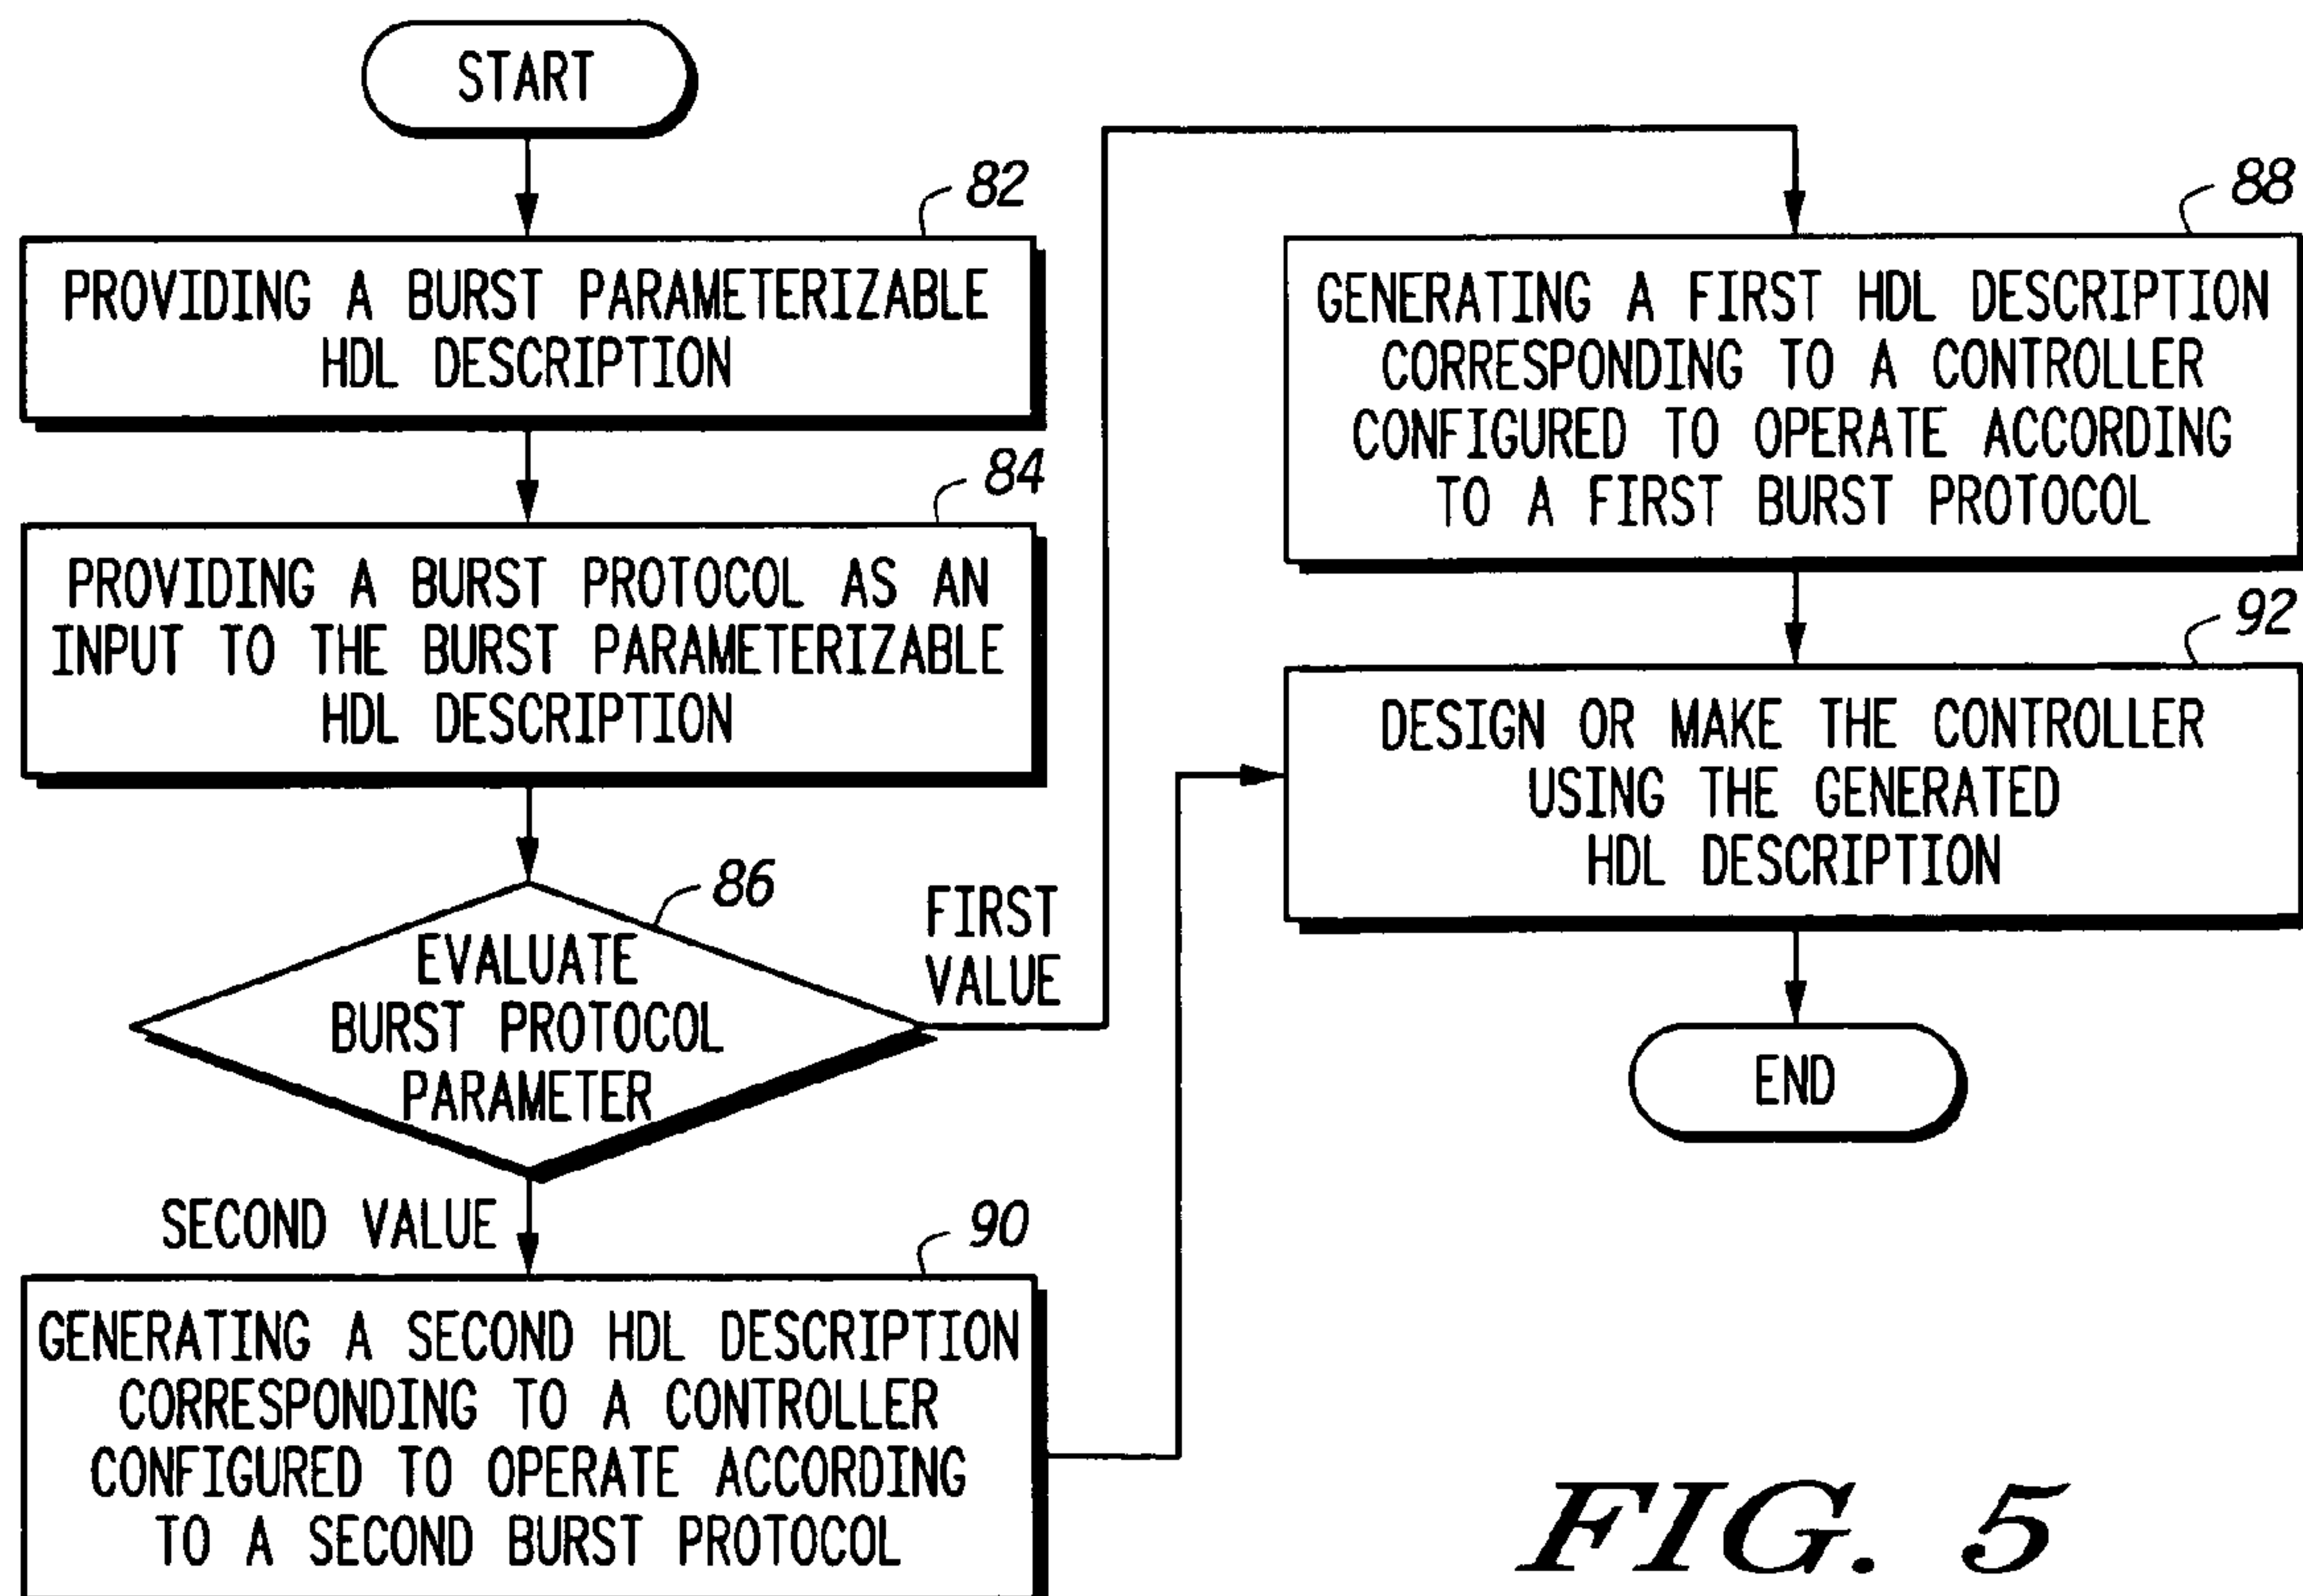 START
82
PROVIDING A BURST PARAMETERIZABLE
HDL DESCRIPTION
84
PROVIDING A BURST PROTOCOL AS AN
INPUT TO THE BURST PARAMETERIZABLE
HDL DESCRIPTION
86
EVALUATE
BURST PROTOCOL
PARAMETER
FIRST
VALUE
SECOND VALUE
90
GENERATING A SECOND HDL DESCRIPTION
CORRESPONDING TO A CONTROLLER
CONFIGURED TO OPERATE ACCORDING
TO A SECOND BURST PROTOCOL
88
GENERATING A FIRST HDL DESCRIPTION
CORRESPONDING TO A CONTROLLER
CONFIGURED TO OPERATE ACCORDING
TO A FIRST BURST PROTOCOL
92
DESIGN OR MAKE THE CONTROLLER
USING THE GENERATED
HDL DESCRIPTION
END
FIG. 5